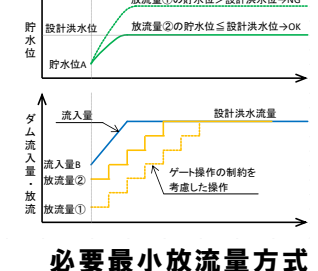 放流量①の貯水位>設計洪水位→NG
貯水位
設計洪水位
放流量②の貯水位≦設計洪水位→OK
貯水位A
ダム流入量・放流
流入量
設計洪水流量
流入量B
放流量②
放流量①
ゲート操作の制約を
考慮した操作
必要最小放流量方式